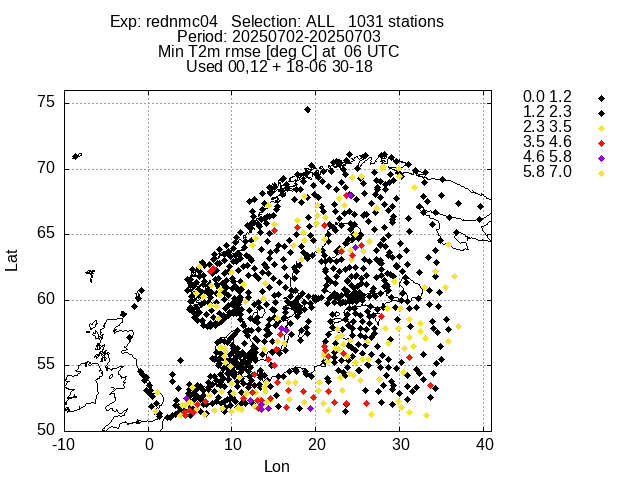 Exp: rednmc04 Selection: ALL 1031 stations
Period: 20250702-20250703
Min T2m rmse [deg C] at 06 UTC
Used 00,12 + 18-06 30-18
0.0 1.2
1.2 2.3
2.3 3.5
3.5 4.6
4.6 5.8
5.8 7.0
75
70
65
60
55
50
Lat
-10 0 10 20 30 40
Lon